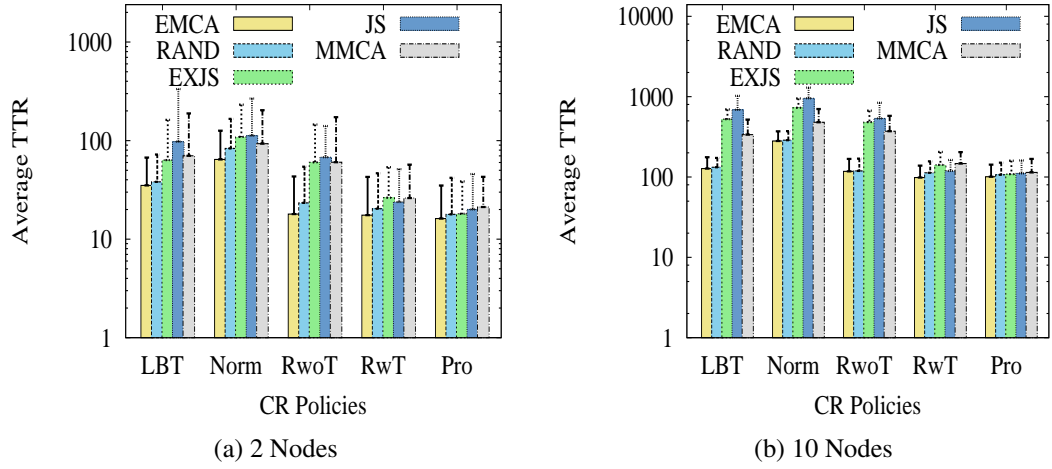 Average TTR
1000
100
10
1
EMCA
RAND
EXJS
JS
MMCA
LBT Norm RwoT RwT Pro
CR Policies
(a) 2 Nodes
Average TTR
10000
1000
100
10
1
EMCA
RAND
EXJS
JS
MMCA
LBT Norm RwoT RwT Pro
CR Policies
(b) 10 Nodes